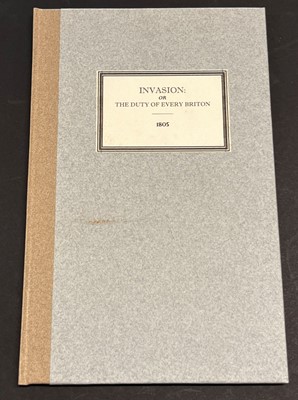 INVASION:
OR
THE DUTY OF EVERY BRITON
1805